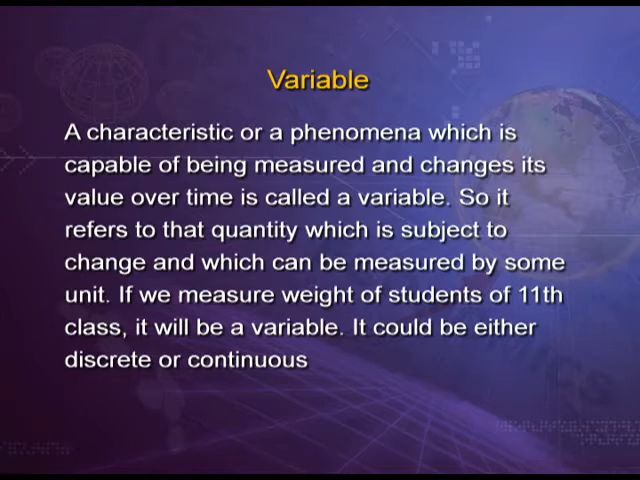 Variable
A characteristic or a phenomena which is
capable of being measured and changes its
value over time is called a variable. So it
refers to that quantity which is subject to
change and which can be measured by some
unit. If we measure weight of students of 11th
class, it will be a variable. It could be either
discrete or continuous